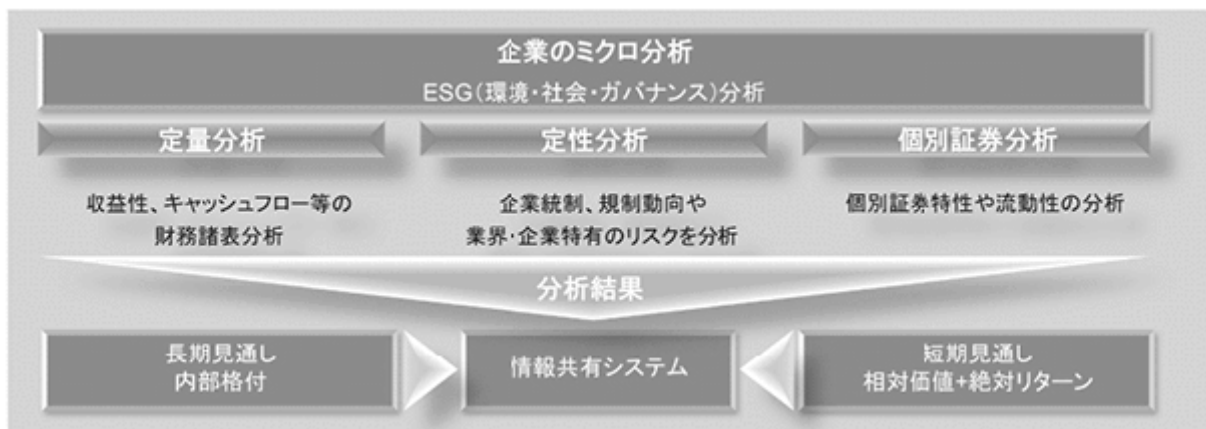 企業のミクロ分析
ESG(環境・社会・ガバナンス)分析
定量分析
収益性、キャッシュフロー等の
財務諸表分析
定性分析
企業統制、規制動向や
業界・企業特有のリスクを分析
個別証券分析
個別証券特性や流動性の分析
分析結果
長期見通し
内部格付
情報共有システム
短期見通し
相対価値+絶対リターン